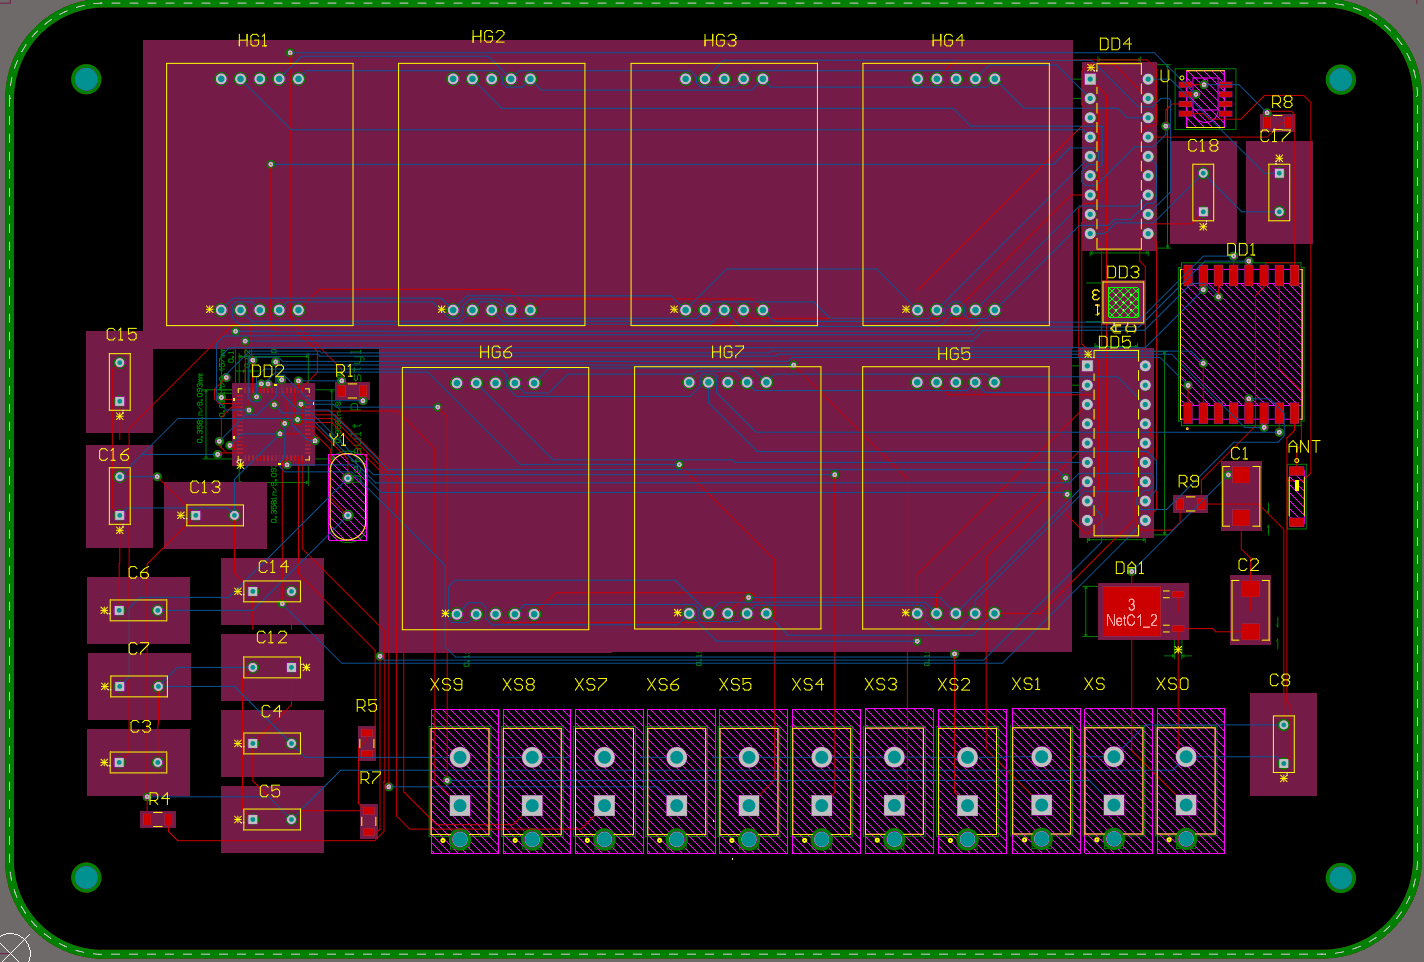 HG1
HG2
HG3
HG4
DD4
U
R8
C17
C18
DD1
DD3
DD5
HG6
HG7
HG5
C15
DD2
R1
C16
Y1
C13
ANT
C1
R9
C6
C14
DA1
C2
3
NetC1_2
C7
C12
XS9
XS8
XS7
XS6
XS5
XS4
XS3
XS2
XS1
XS
XS0
C8
R5
C3
C4
R7
R4
C5